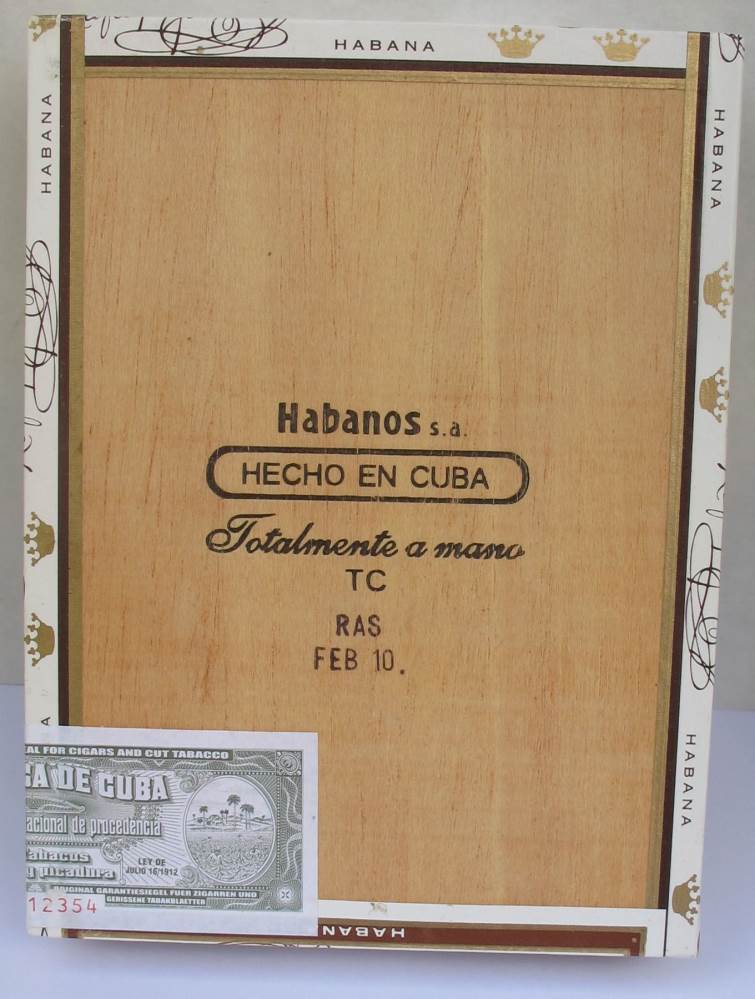 HABANA
HABANA
HABANA
Habanos s.a.
HECHO EN CUBA
Totalmente a mano
TC
RAS
FEB 10.
HABANA
AL FOR CIGARS AND CUT TABACCO
DE CUBA
acional de procedencia
abacos
y picadura
LEY DE
JULIO 16/1912
ORIGINAL GARANTIESIEGEL FUER ZIGARREN UND
GERISSENE TABAKBLAETTER
12354
HABANA